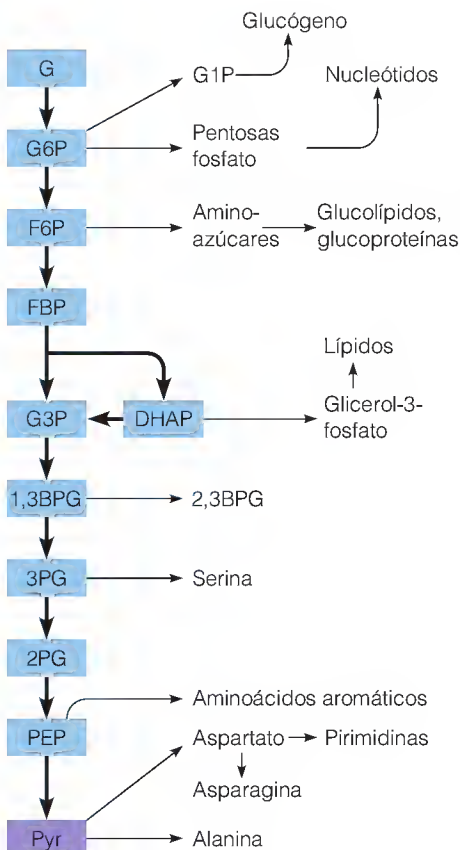 Glucógeno
G
G1P
Nucleótidos
G6P
Pentosas
fosfato
F6P
Amino-
azúcares
Glucolípidos,
glucoproteínas
FBP
Lípidos
G3P
DHAP
Glicerol-3-
fosfato
1,3BPG
2,3BPG
3PG
Serina
2PG
Aminoácidos aromáticos
PEP
Aspartato
Pirimidinas
Asparagina
Pyr
Alanina